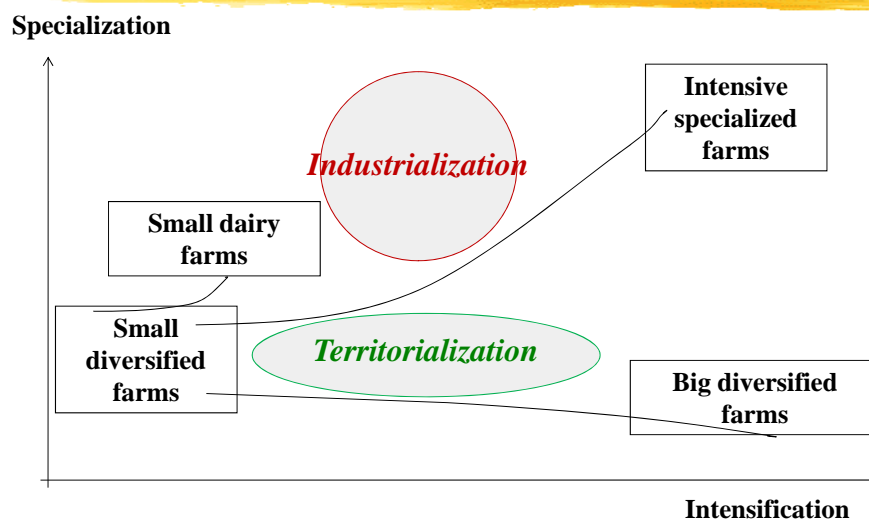 Specialization
Intensive
specialized
farms
Industrialization
Small dairy
farms
Small
diversified
farms
Territorialization
Big diversified
farms
Intensification